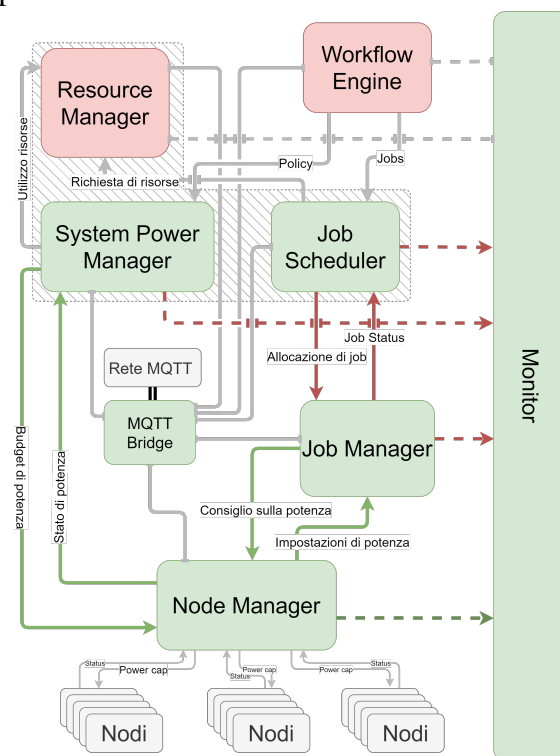 Workflow
Engine
Resource
Manager
Utilizzo risorse
Policy
Jobs
Richiesta di risorse
System Power
Manager
Job
Scheduler
Job Status
Allocazione di job
Monitor
Rete MQTT
MQTT
Bridge
Job Manager
Budget di potenza
Stato di potenza
Consiglio sulla potenza
Impostazioni di potenza
Node Manager
Status
Power cap
Power cap
Status
Status
Power cap
Nodi
Nodi
Nodi